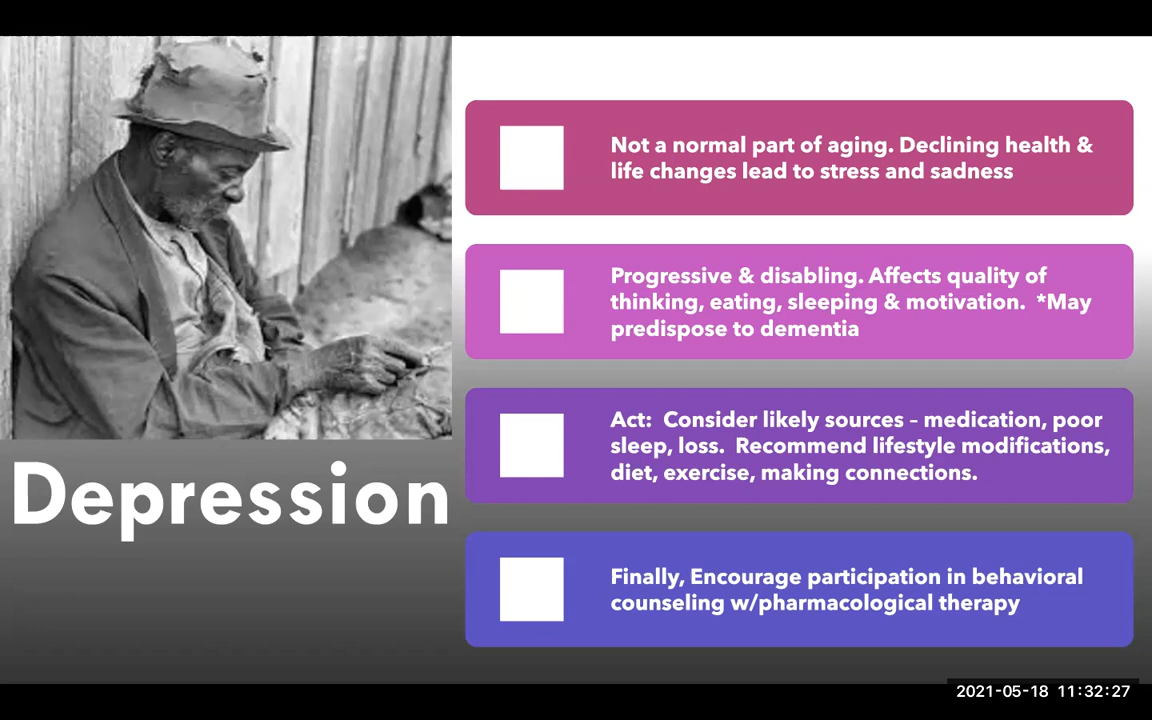 Not a normal part of aging. Declining health &
life changes lead to stress and sadness
Progressive & disabling. Affects quality of
thinking, eating, sleeping & motivation.  *May
predispose to dementia
Act:  Consider likely sources – medication, poor
sleep, loss.  Recommend lifestyle modifications,
diet, exercise, making connections.
Depression
Finally, Encourage participation in behavioral
counseling w/pharmacological therapy
2021-05-18 11:32:27